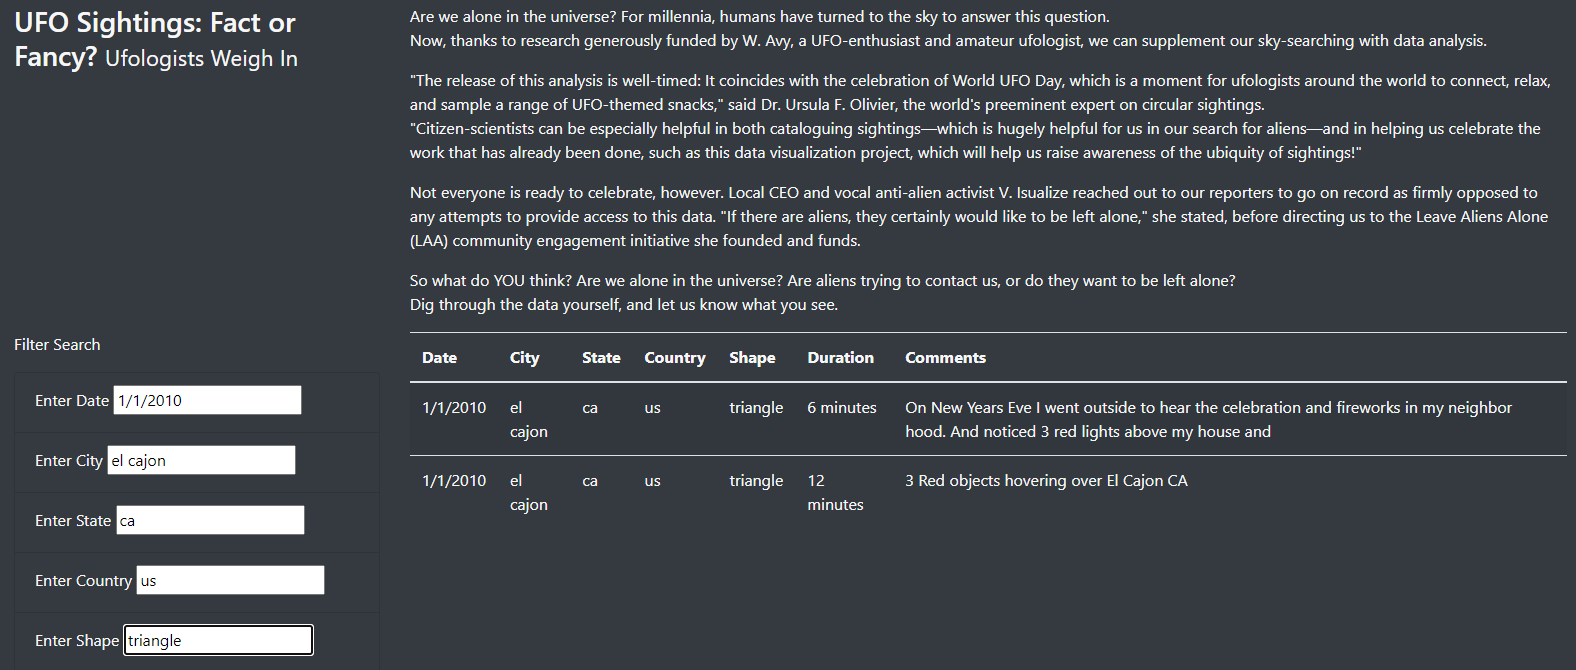 UFO Sightings: Fact or
Fancy? Ufologists Weigh In
Are we alone in the universe? For millennia, humans have turned to the sky to answer this question.
Now, thanks to research generously funded by W. Avy, a UFO-enthusiast and amateur ufologist, we can supplement our sky-searching with data analysis.
"The release of this analysis is well-timed: It coincides with the celebration of World UFO Day, which is a moment for ufologists around the world to connect, relax,
and sample a range of UFO-themed snacks," said Dr. Ursula F. Olivier, the world's preeminent expert on circular sightings.
"Citizen-scientists can be especially helpful in both cataloguing sightings—which is hugely helpful for us in our search for aliens—and in helping us celebrate the
work that has already been done, such as this data visualization project, which will help us raise awareness of the ubiquity of sightings!"
Not everyone is ready to celebrate, however. Local CEO and vocal anti-alien activist V. Isualize reached out to our reporters to go on record as firmly opposed to
any attempts to provide access to this data. "If there are aliens, they certainly would like to be left alone," she stated, before directing us to the Leave Aliens Alone
(LAA) community engagement initiative she founded and funds.
So what do YOU think? Are we alone in the universe? Are aliens trying to contact us, or do they want to be left alone?
Dig through the data yourself, and let us know what you see.
Filter Search
Enter Date 1/1/2010
Enter City el cajon
Enter State ca
Enter Country us
Enter Shape triangle
Date City State Country Shape Duration Comments
1/1/2010 el ca us triangle 6 minutes On New Years Eve I went outside to hear the celebration and fireworks in my neighbor
cajon hood. And noticed 3 red lights above my house and
1/1/2010 el ca us triangle 12 3 Red objects hovering over El Cajon CA
cajon minutes